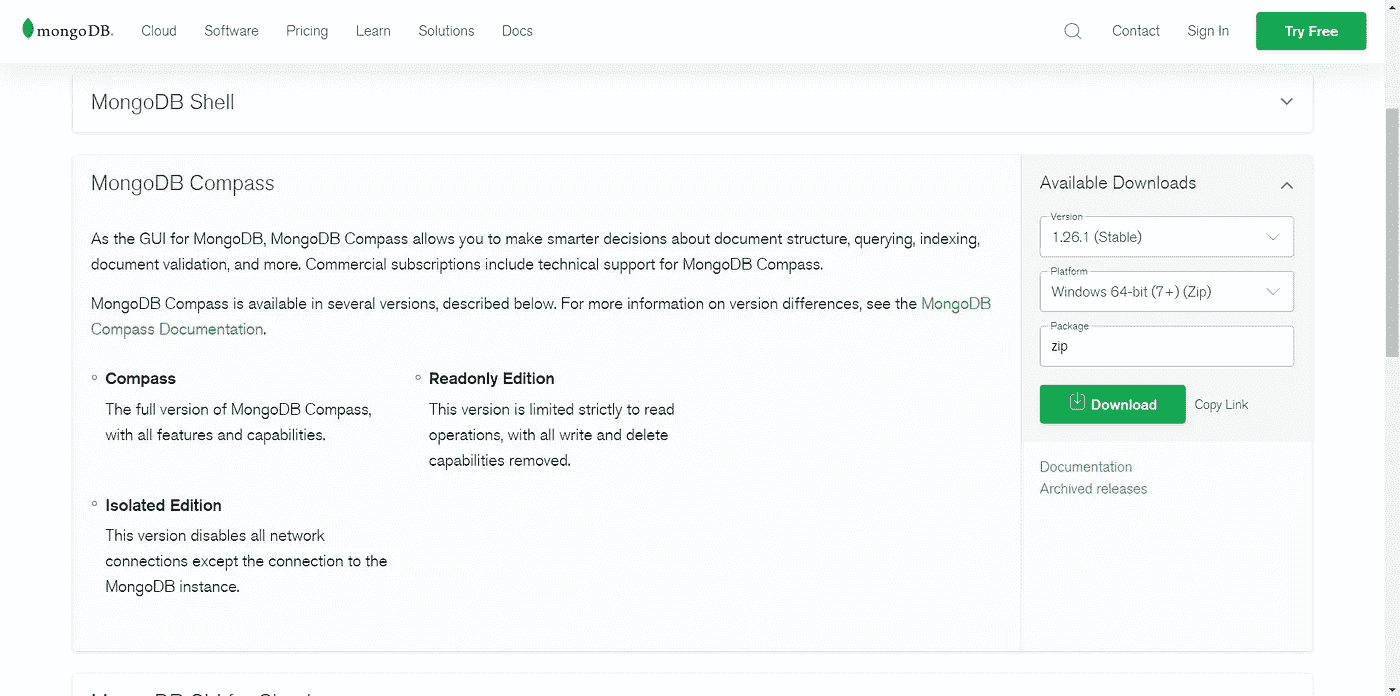 mongoDB. Cloud Software Pricing Learn Solutions Docs Contact Sign In Try Free
MongoDB Shell
MongoDB Compass
As the GUI for MongoDB, MongoDB Compass allows you to make smarter decisions about document structure, querying, indexing,
document validation, and more. Commercial subscriptions include technical support for MongoDB Compass.
MongoDB Compass is available in several versions, described below. For more information on version differences, see the MongoDB
Compass Documentation.
Compass
The full version of MongoDB Compass,
with all features and capabilities.
Readonly Edition
This version is limited strictly to read
operations, with all write and delete
capabilities removed.
Isolated Edition
This version disables all network
connections except the connection to the
MongoDB instance.
Available Downloads
Version
1.26.1 (Stable)
Platform
Windows 64-bit (7+) (Zip)
Package
zip
Download Copy Link
Documentation
Archived releases